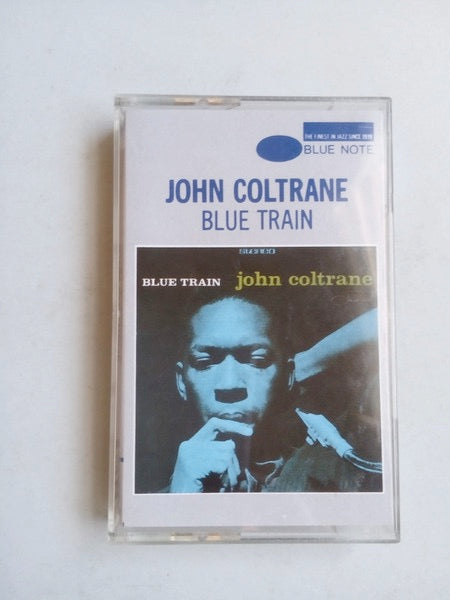 THE FINEST IN JAZZ SINCE 1939
BLUE NOTE
JOHN COLTRANE
BLUE TRAIN
STEREO
BLUE TRAIN john coltrane